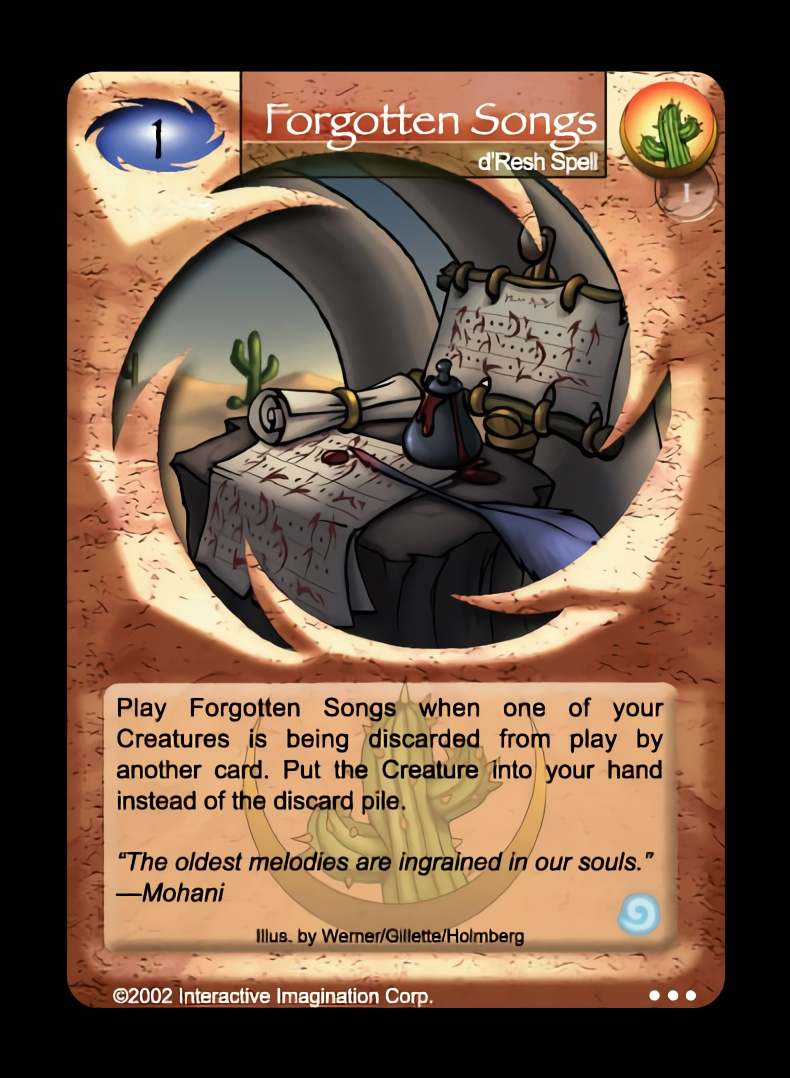 1
Forgotten Songs
d'Resh Spell
1
Play Forgotten Songs when one of your
Creatures is being discarded from play by
another card. Put the Creature into your hand
instead of the discard pile.
“The oldest melodies are ingrained in our souls.”
—Mohani
Illus. by Werner/Gillette/Holmberg
©2002 Interactive Imagination Corp.